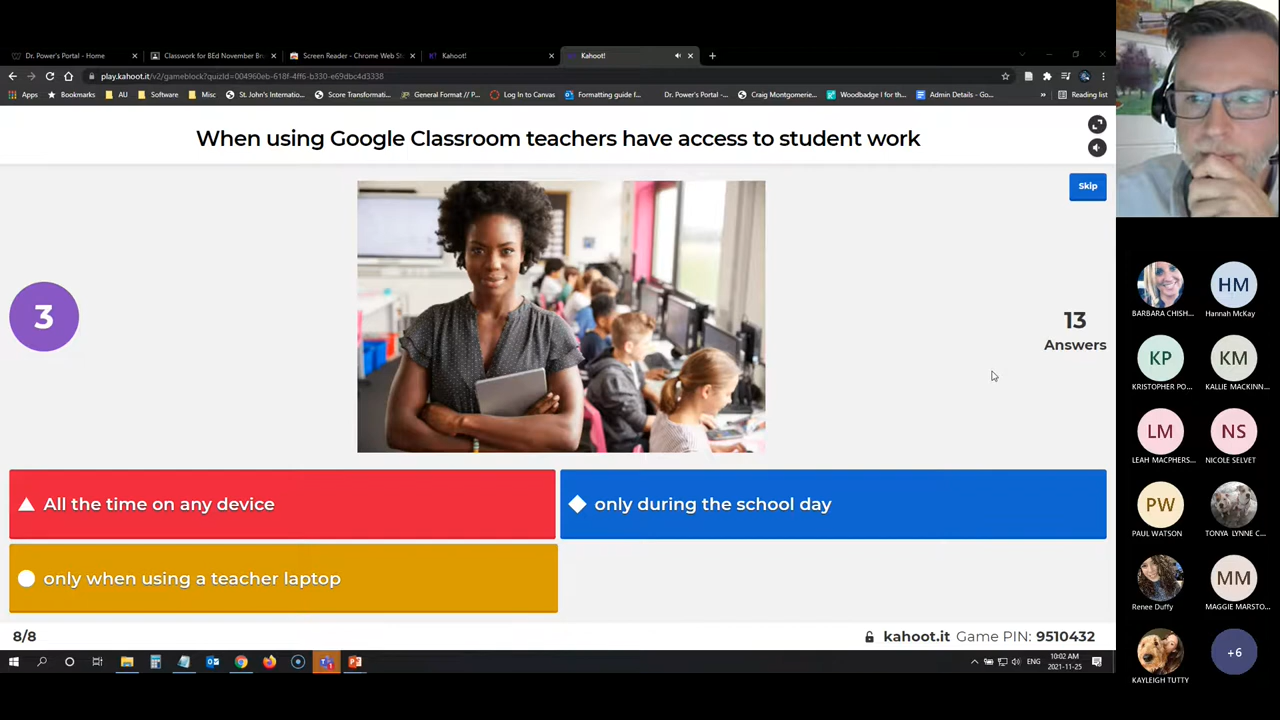 Dr. Power's Portal - Home
Classwork for BEd November Br
Screen Reader - Chrome Web St
Kahoot!
Kahoot!
play.kahoot.it/v2/gameblock?quizId=004960eb-618f-4ff6-b330-e69dbc4d3338
Apps
Bookmarks
AU
Software
Misc
St. John's Internatio...
Score Transformati...
General Format // P...
Log In to Canvas
Formatting guide f...
Dr. Power's Portal -...
Craig Montgomerie...
Woodbadge I for th...
Admin Details - Go...
Reading list
When using Google Classroom teachers have access to student work
Skip
3
13
Answers
All the time on any device
only during the school day
only when using a teacher laptop
8/8
kahoot.it Game PIN: 9510432
ENG
10:02 AM
2021-11-25
BARBARA CHISH...
HM
Hannah McKay
KP
KRISTOPHER PO...
KM
KALLIE MACKINN...
LM
LEAH MACPHERS...
NS
NICOLE SELVET
PW
PAUL WATSON
TONYA LYNNE C...
Renee Duffy
MM
MAGGIE MARSTO...
KAYLEIGH TUTTY
+6